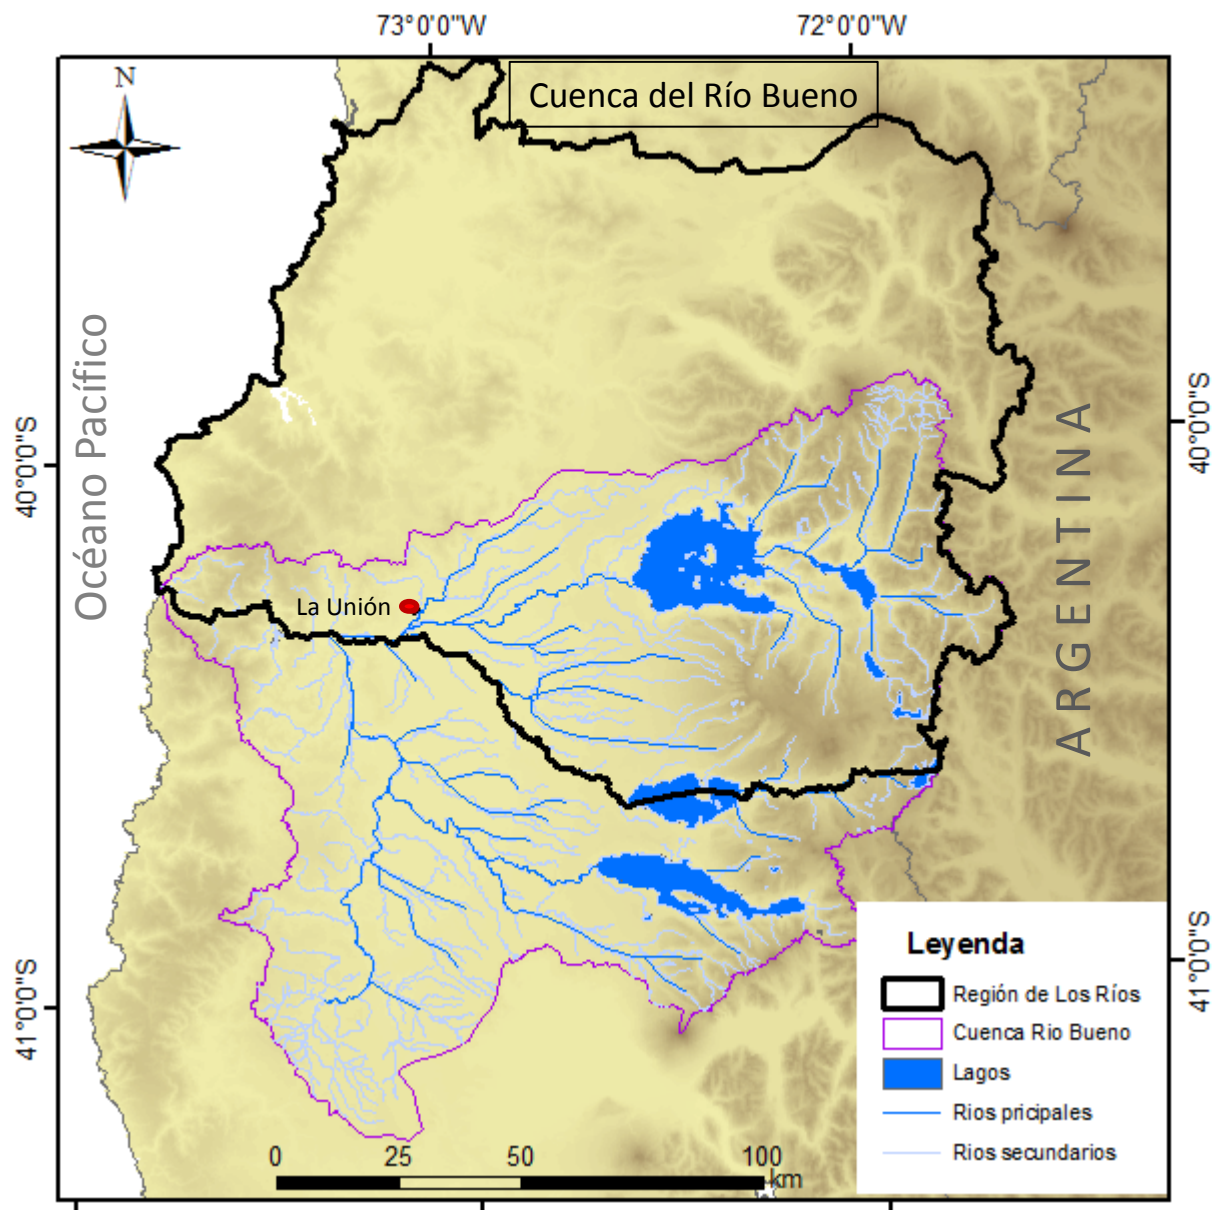 73°0'0"W
72°0'0"W
N
Cuenca del Río Bueno
Océano Pacífico
40°0'0"S
40°0'0"S
ARGENTINA
La Unión
41°0'0"S
41°0'0"S
Leyenda
Región de Los Ríos
Cuenca Rio Bueno
Lagos
Rios pricipales
Rios secundarios
0 25 50 100
km